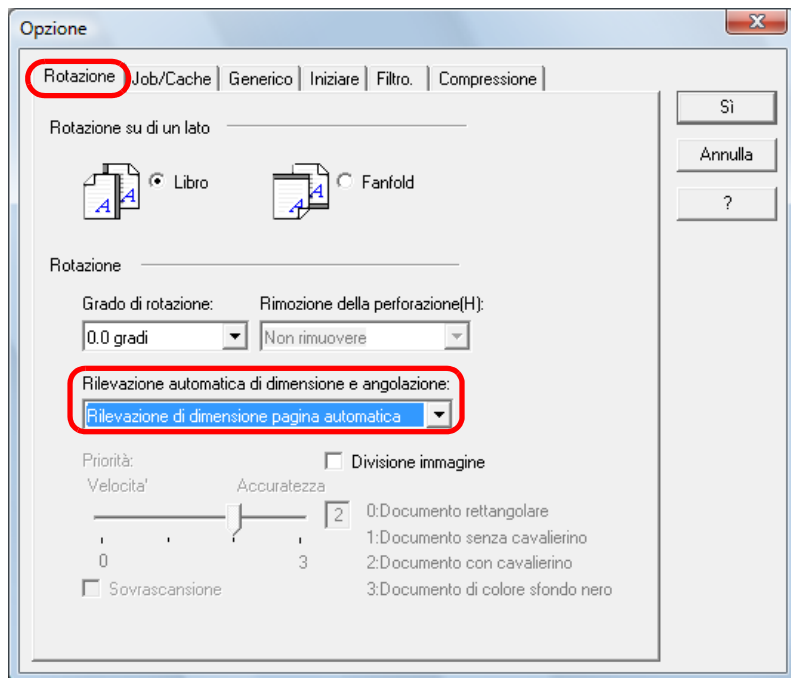 Opzione
Rotazione Job/Cache Generico Iniziare Filtro. Compressione
Sì
Annulla
?
Rotazione su di un lato
A A Libro A A Fanfold
Rotazione
Grado di rotazione: Rimozione della perforazione(H):
0.0 gradi Non rimuovere
Rilevazione automatica di dimensione e angolazione:
Rilevazione di dimensione pagina automatica
Priorità: Divisione immagine
Velocita' Accuratezza
2
0 3
0:Documento rettangolare
1:Documento senza cavalierino
2:Documento con cavalierino
3:Documento di colore sfondo nero
Sovrascansione